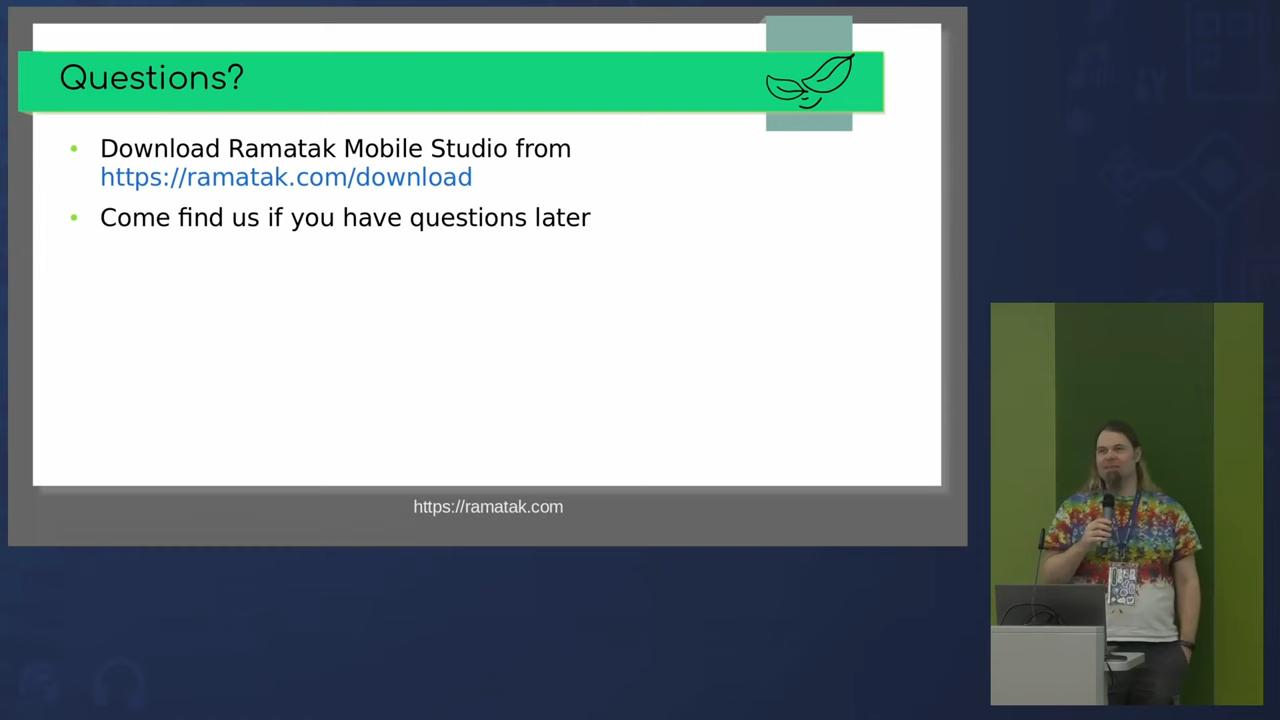 Questions?
Download Ramatak Mobile Studio from
https://ramatak.com/download
Come find us if you have questions later
https://ramatak.com